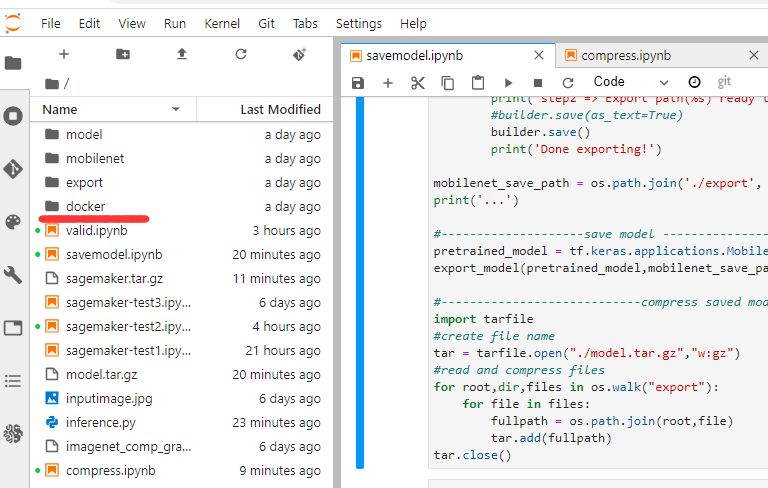 File Edit View Run Kernel Git Tabs Settings Help
savemodel.ipynb
compress.ipynb
Code
git
/
Name Last Modified
model a day ago
mobilenet a day ago
export a day ago
docker a day ago
valid.ipynb 3 hours ago
savemodel.ipynb 20 minutes ago
sagemaker.tar.gz 11 minutes ago
sagemaker-test3.ipy... 6 days ago
sagemaker-test2.ipy... 4 hours ago
sagemaker-test1.ipy... 21 hours ago
model.tar.gz 20 minutes ago
inputimage.jpg 6 days ago
inference.py 23 minutes ago
imagenet_comp_gra... 6 days ago
compress.ipynb 9 minutes ago
print('step2 => Export path(%s) ready t
#builder.save(as_text=True)
builder.save()
print('Done exporting!')
mobilenet_save_path = os.path.join('./export',
print('...')
#-------------------save model ---------------
pretrained_model = tf.keras.applications.Mobile
export_model(pretrained_model,mobilenet_save_pa
#---------------------------compress saved mod
import tarfile
#create file name
tar = tarfile.open("./model.tar.gz","w:gz")
#read and compress files
for root,dir,files in os.walk("export"):
for file in files:
fullpath = os.path.join(root,file)
tar.add(fullpath)
tar.close()